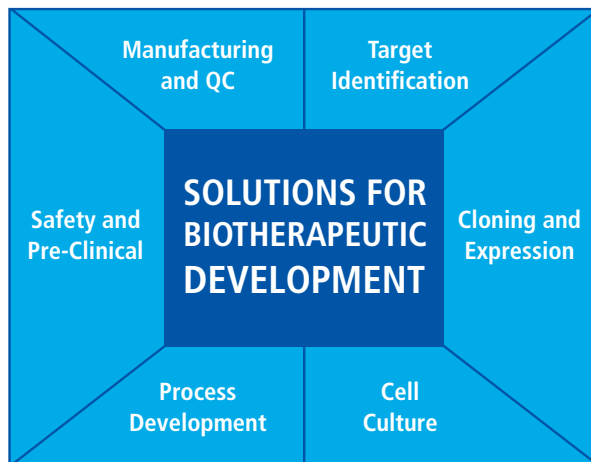 Manufacturing
and QC
Target
Identification
Safety and
Pre-Clinical
SOLUTIONS FOR
BIOTHERAPEUTIC
DEVELOPMENT
Cloning and
Expression
Process
Development
Cell
Culture